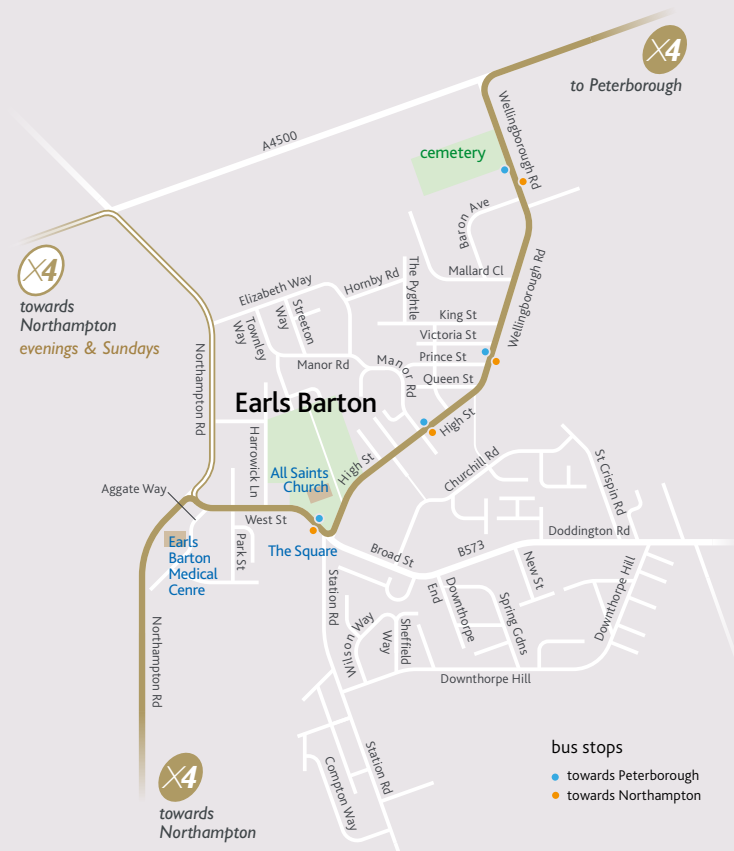 X4
to Peterborough
Wellingborough Rd
A4500
cemetery
Baron Ave
X4
towards
Northampton
evenings & Sundays
Mallard Cl
Wellingborough Rd
Elizabeth Way
Hornby Rd
The Pyghtle
Townley
Way
Streeton
Way
King St
Victoria St
Prince St
Queen St
Manor Rd
Manor Rd
Northampton Rd
Earls Barton
High St
Harrowick Ln
All Saints
Church
High St
Churchill Rd
St Crispin Rd
Aggate Way
West St
Park St
The Square
Earls
Barton
Medical
Cenre
Broad St
B573
Doddington Rd
New St
Downthorpe
End
Spring Gdns
Downthorpe Hill
Station Rd
Wilson Way
Sheffield
Way
Downthorpe Hill
Northampton Rd
X4
towards
Northampton
Station Rd
Compton Way
bus stops
towards Peterborough
towards Northampton